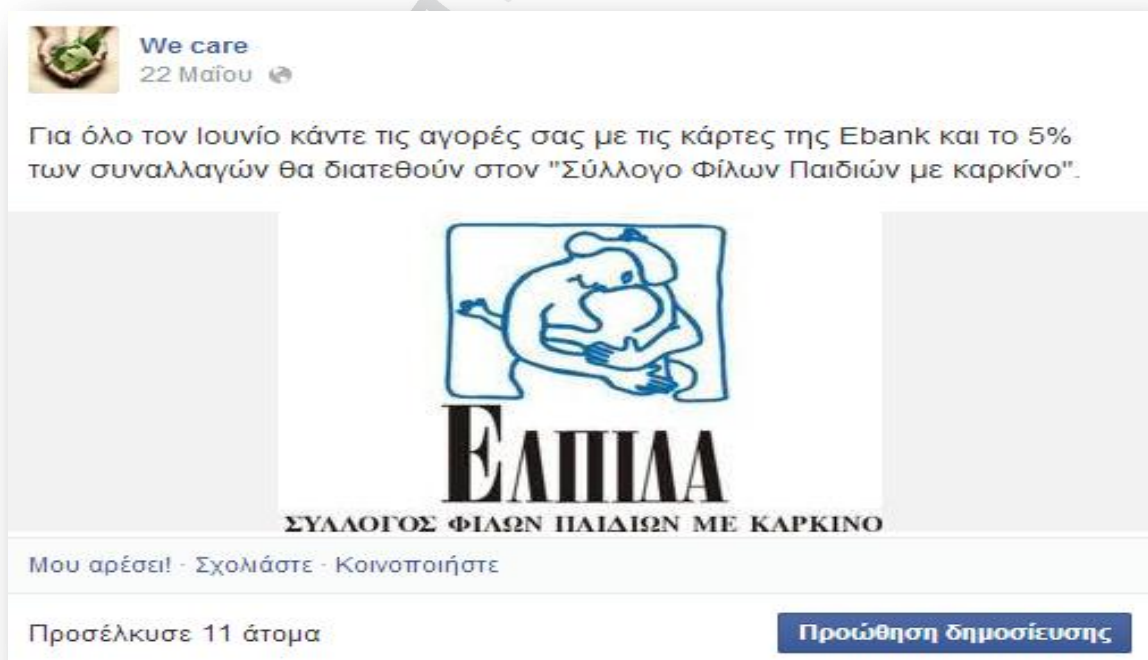 We care
22 Μαΐου
Για όλο τον Ιουνίο κάντε τις αγορές σας με τις κάρτες της Ebank και το 5%
των συναλλαγών θα διατεθούν στον "Σύλλογο Φίλων Παιδιών με καρκίνο".
ΕΛΠΙΔΑ
ΣΥΛΛΟΓΟΣ ΦΙΛΩΝ ΠΑΙΔΙΩΝ ΜΕ ΚΑΡΚΙΝΟ
Μου αρέσει! · Σχολιάστε · Κοινοποιήστε
Προσέλκυσε 11 άτομα
Προώθηση δημοσίευσης